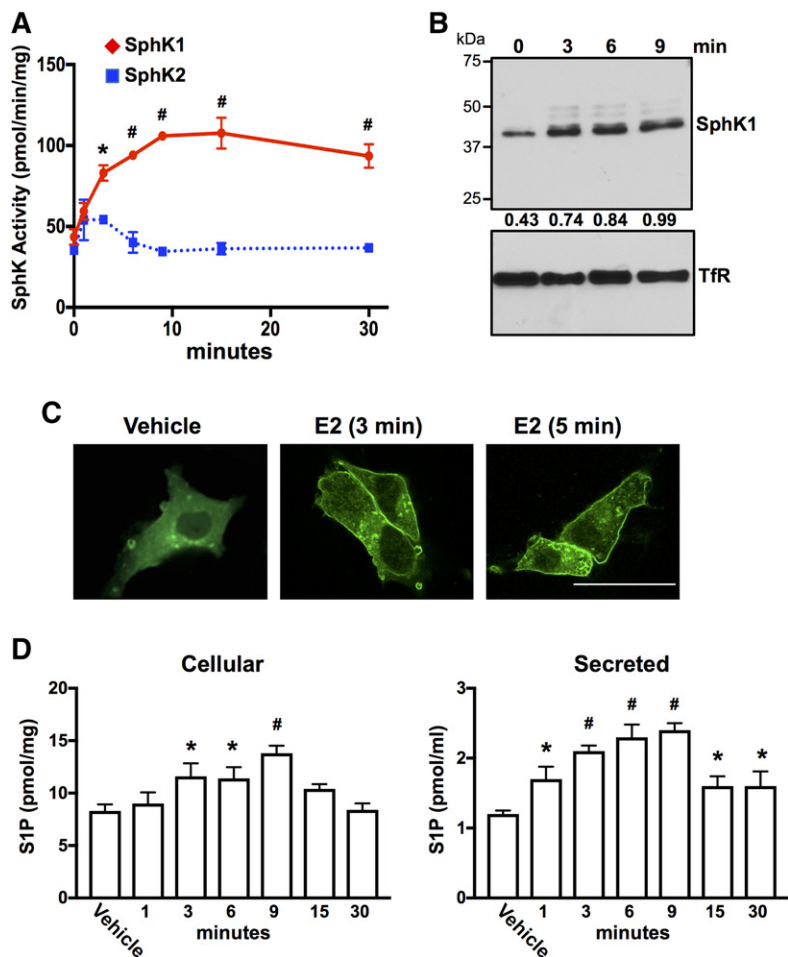 A
SphK1
SphK2
SphK Activity (pmol/min/mg)
150
100
50
0
* # # # #
0 10 20 30
minutes
B
kDa 0 3 6 9 min
75
50
37
25
SphK1
0.43 0.74 0.84 0.99
TfR
C
Vehicle E2 (3 min) E2 (5 min)
D
Cellular
S1P (pmol/mg)
20
15
10
5
0
* * #
Vehicle 1 3 6 9 15 30
minutes
Secreted
S1P (pmol/ml)
3
2
1
0
* # # # * *
Vehicle 1 3 6 9 15 30
minutes